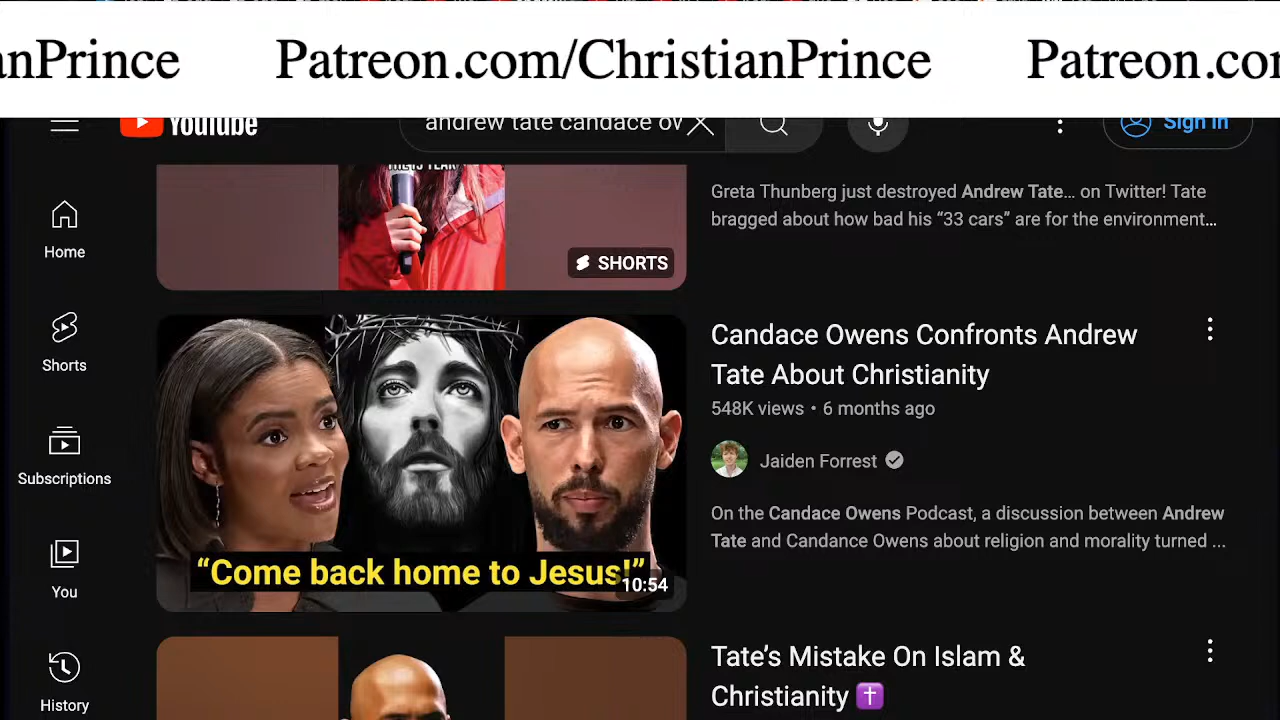 anPrince Patreon.com/ChristianPrince Patreon.co
YouTube
andrew tate candace ov
Sign in
Home
Shorts
Subscriptions
You
History
THIS YEAR
SHORTS
Greta Thunberg just destroyed Andrew Tate… on Twitter! Tate
bragged about how bad his “33 cars” are for the environment…
“Come back home to Jesus!”
10:54
Candace Owens Confronts Andrew
Tate About Christianity
548K views • 6 months ago
Jaiden Forrest
On the Candace Owens Podcast, a discussion between Andrew
Tate and Candance Owens about religion and morality turned ...
Tate’s Mistake On Islam &
Christianity ✝️